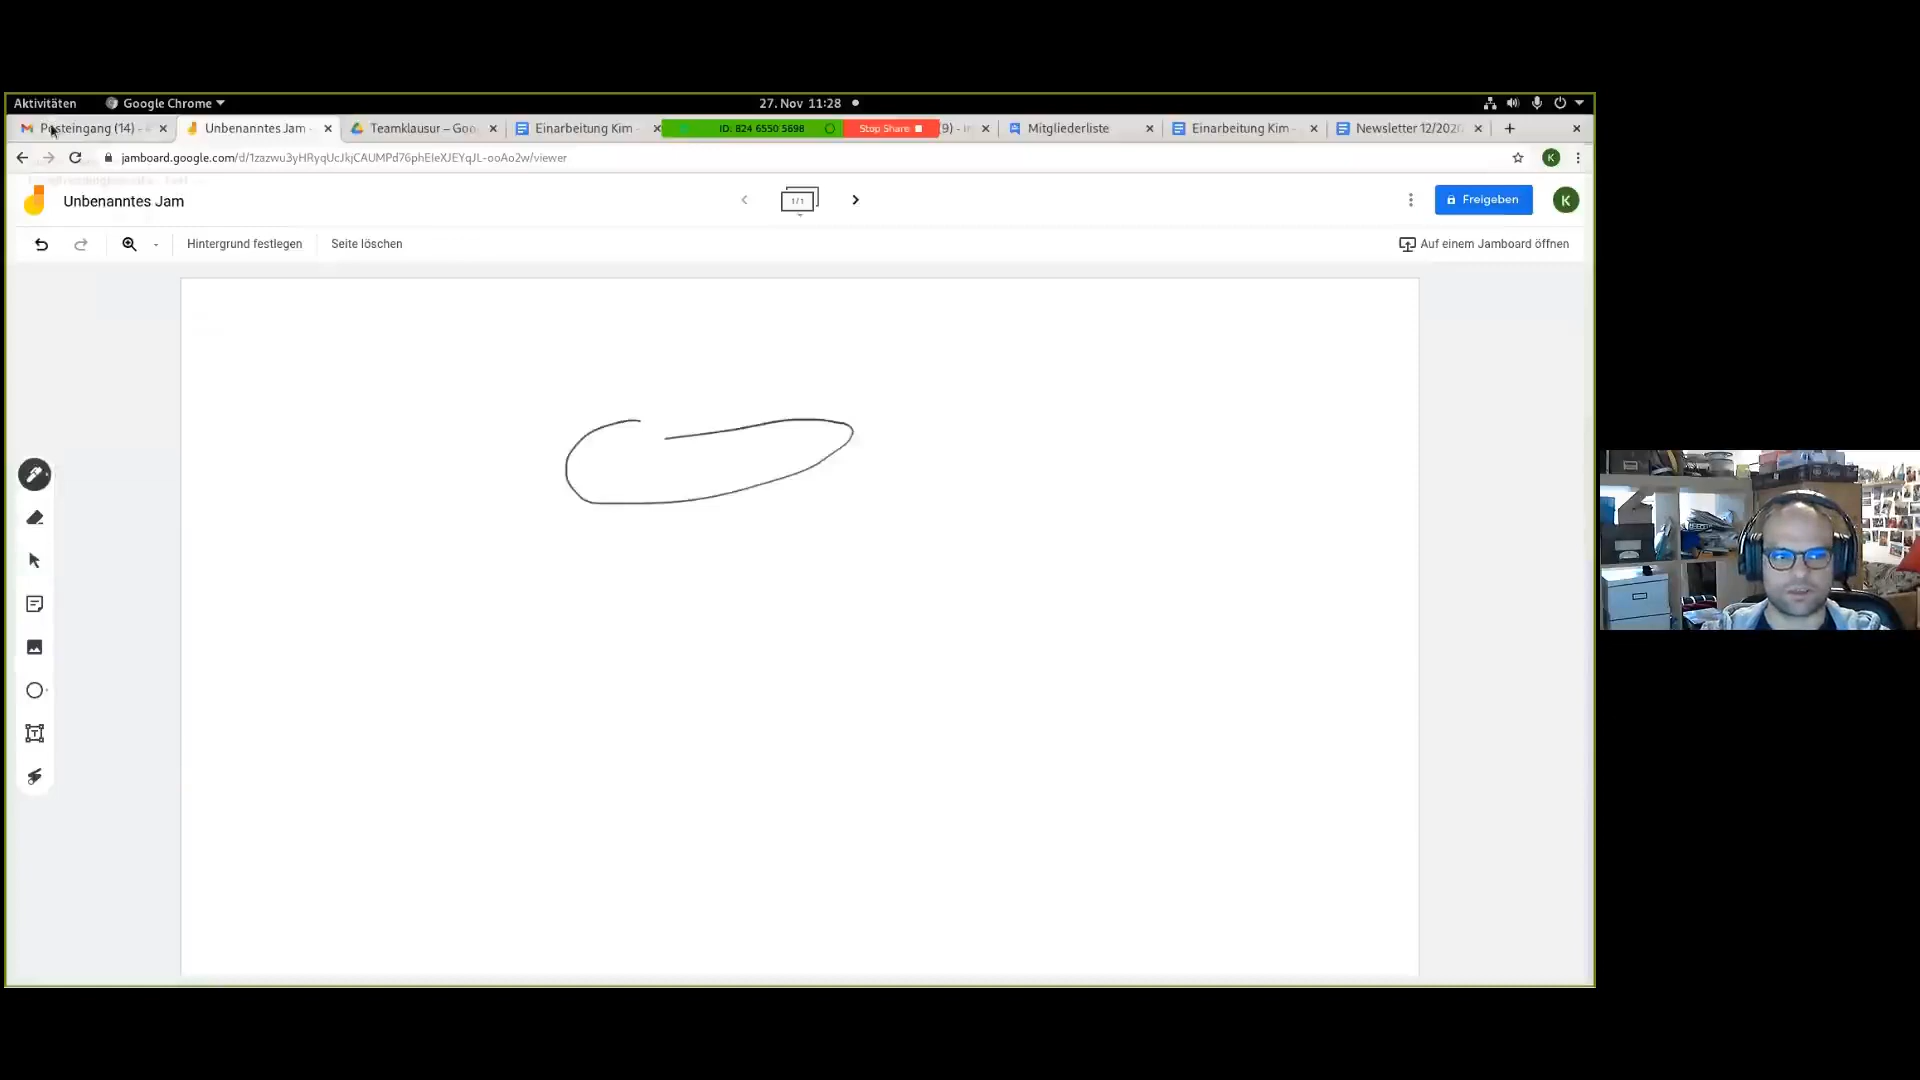 Aktivitäten Google Chrome 27. Nov 11:28
Posteingang (14) - Unbenanntes Jam - Teamklausur – Goo Einarbeitung Kim - ID: 824 6550 5698 Stop Share 9) - Mitgliederliste Einarbeitung Kim - Newsletter 12/202
jamboard.google.com/d/1zazwu3yHRyqUcJkjCAUMPd76phEIeXJEYqJL-ooAo2w/viewer K
Unbenanntes Jam 1/1 Freigeben K
Hintergrund festlegen Seite löschen Auf einem Jamboard öffnen